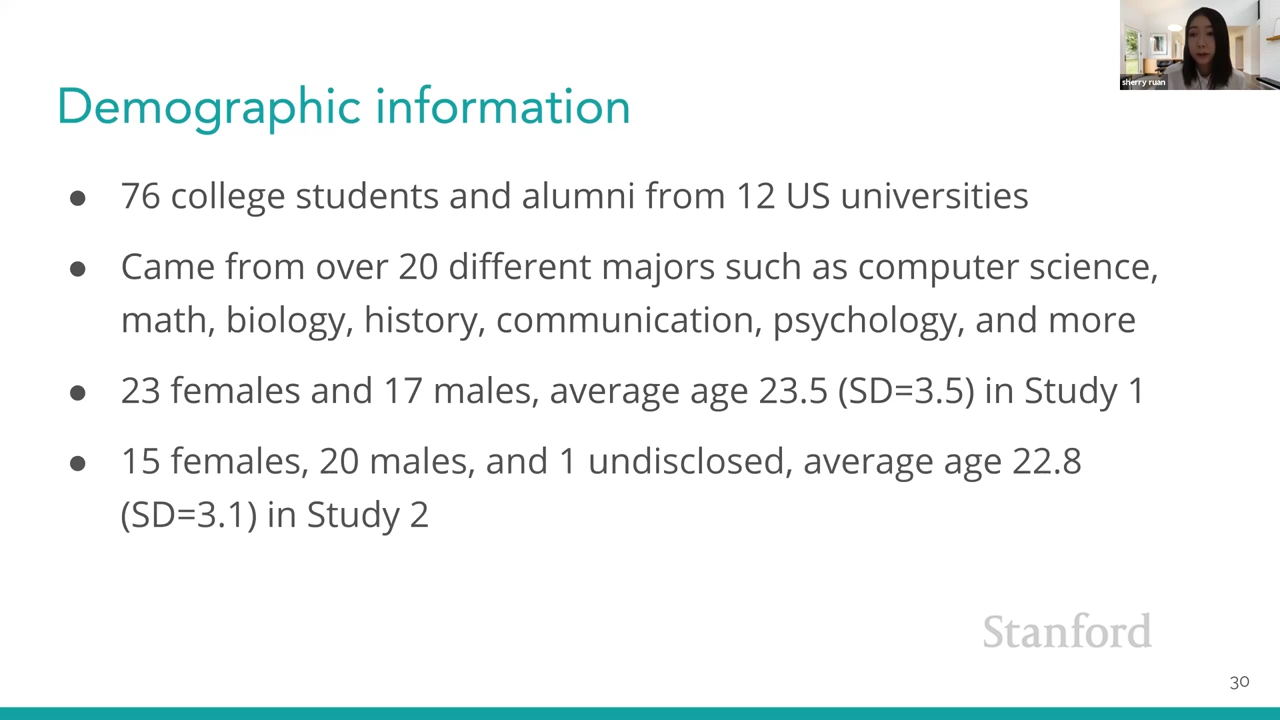 sherry ruan
Demographic information
● 76 college students and alumni from 12 US universities
● Came from over 20 different majors such as computer science,
math, biology, history, communication, psychology, and more
● 23 females and 17 males, average age 23.5 (SD=3.5) in Study 1
● 15 females, 20 males, and 1 undisclosed, average age 22.8
(SD=3.1) in Study 2
Stanford
30